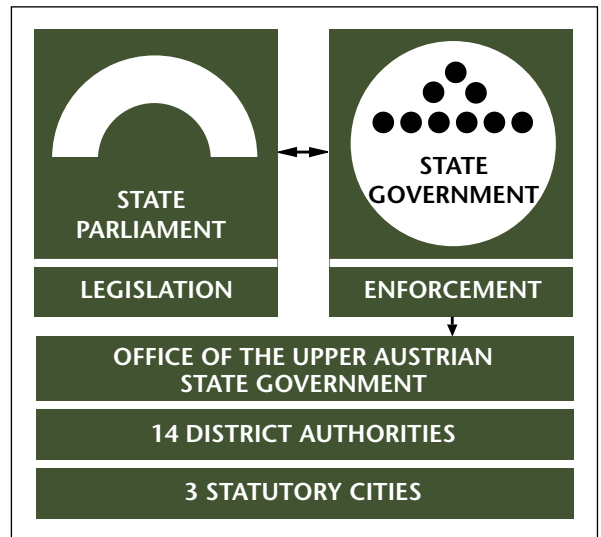 STATE
PARLIAMENT
LEGISLATION
STATE
GOVERNMENT
ENFORCEMENT
OFFICE OF THE UPPER AUSTRIAN
STATE GOVERNMENT
14 DISTRICT AUTHORITIES
3 STATUTORY CITIES